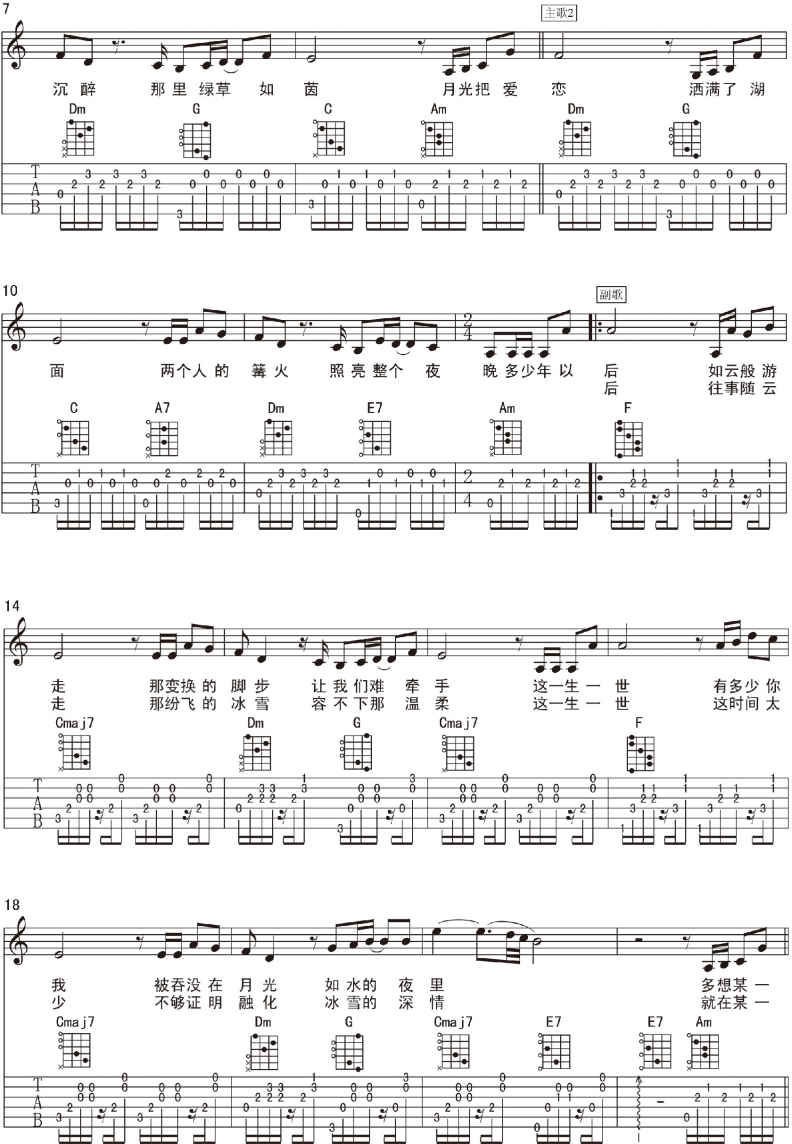 7
主歌2
沉 醉 那 里 绿草 如 茵 月光把 爱 恋 洒满了 湖
Dm G C Am Dm G
10
副歌
面 两个人 的 篝 火 照 亮 整个 夜 晚 多少年 以 后 如云般 游
后 往事随 云
C A7 Dm E7 Am F
14
走 那变换 的 脚 步 让 我们难 牵 手 这一生 一 世 有多少 你
走 那纷飞 的 冰 雪 容 不下那 温 柔 这一生 一 世 这时间 太
Cmaj7 Dm G Cmaj7 F
18
我 被吞没 在 月 光 如 水的 夜 里 多想某 一
少 不够证 明 融 化 冰 雪的 深 情 就在某 一
Cmaj7 Dm G Cmaj7 E7 E7 Am